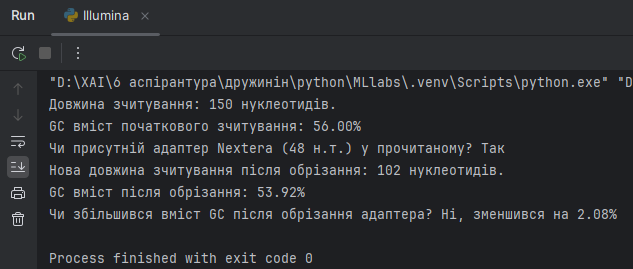 Run Illumina
"D:\XAI\6 аспірантура\дружинін\python\MLlabs\.venv\Scripts\python.exe" "D
Довжина зчитування: 150 нуклеотидів.
GC вміст початкового зчитування: 56.00%
Чи присутній адаптер Nextera (48 н.т.) у прочитаному? Так
Нова довжина зчитування після обрізання: 102 нуклеотидів.
GC вміст після обрізання: 53.92%
Чи збільшився вміст GC після обрізання адаптера? Ні, зменшився на 2.08%
Process finished with exit code 0